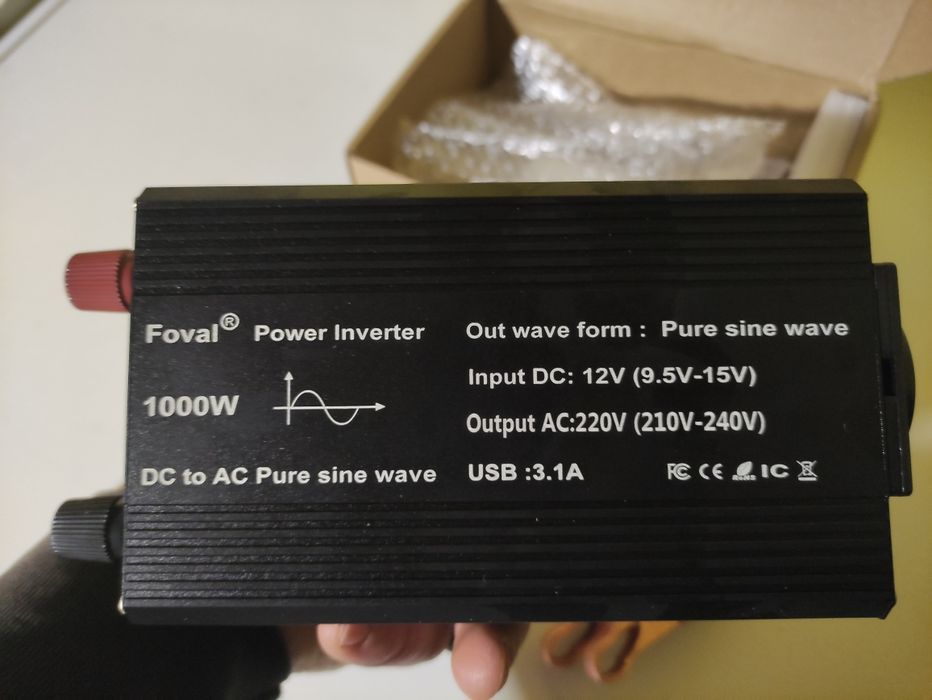 Foval® Power Inverter
1000W
DC to AC Pure sine wave
Out wave form : Pure sine wave
Input DC: 12V (9.5V-15V)
Output AC:220V (210V-240V)
USB :3.1A
FC CE RoHS IC